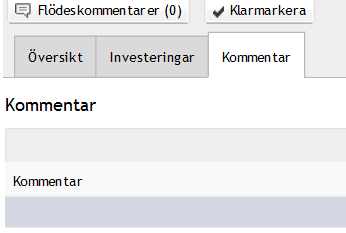 Flödeskommentarer (0) Klarmarkera
Översikt Investeringar Kommentar
Kommentar
Kommentar